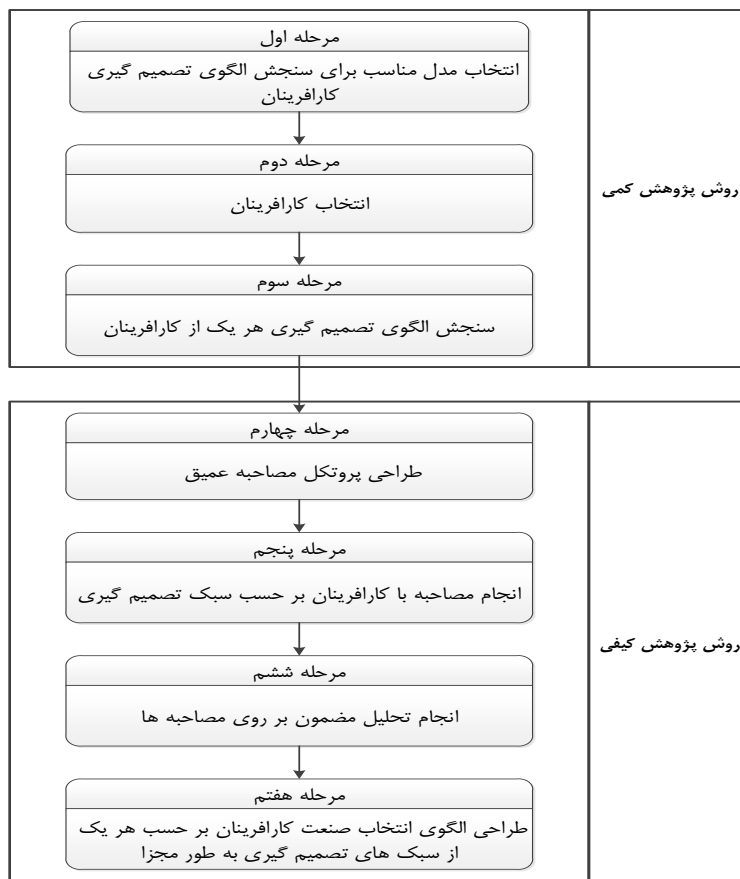 مرحله اول
انتخاب مدل مناسب برای سنجش الگوی تصمیم گیری
کارافرینان
مرحله دوم
انتخاب کارافرینان
مرحله سوم
سنجش الگوی تصمیم گیری هر یک از کارافرینان
روش پژوهش کمی
مرحله چهارم
طراحی پروتکل مصاحبه عمیق
مرحله پنجم
انجام مصاحبه با کارافرینان بر حسب سبک تصمیم گیری
مرحله ششم
انجام تحلیل مضمون بر روی مصاحبه ها
مرحله هفتم
طراحی الگوی انتخاب صنعت کارافرینان بر حسب هر یک
از سبک های تصمیم گیری به طور مجزا
روش پژوهش کیفی